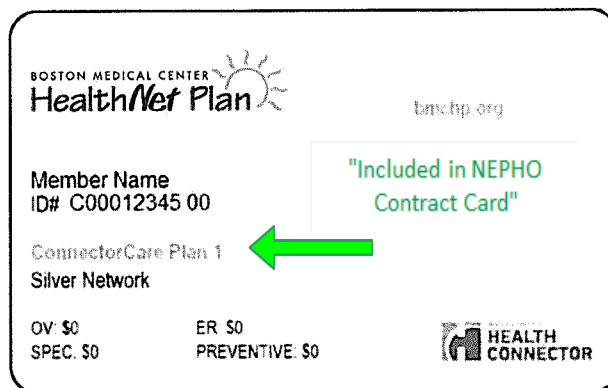 BOSTON MEDICAL CENTER
HealthNet Plan
bmchp.org
"Included in NEPHO
Contract Card"
Member Name
ID# C00012345 00
ConnectorCare Plan 1
Silver Network
OV: $0 ER $0
SPEC. $0 PREVENTIVE: $0
HEALTH
CONNECTOR